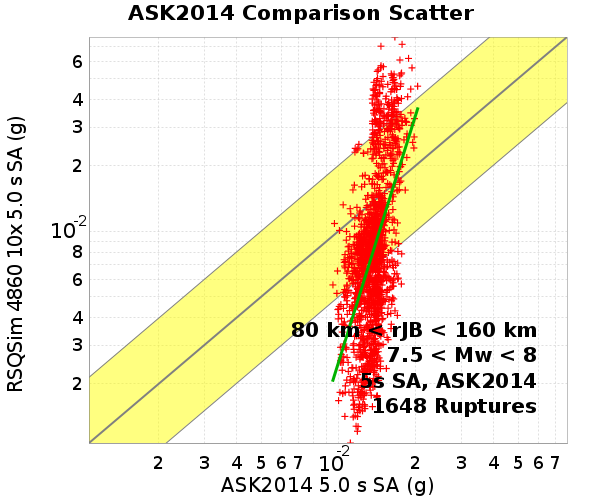 ASK2014 Comparison Scatter
RSQSim 4860 10x 5.0 s SA (g)
6
4
3
2
10-2
8
6
4
3
2
80 km < rJB < 160 km
7.5 < Mw < 8
5s SA, ASK2014
1648 Ruptures
2 3 4 5 6 7 10-2 2 3 4 5 6 7
ASK2014 5.0 s SA (g)